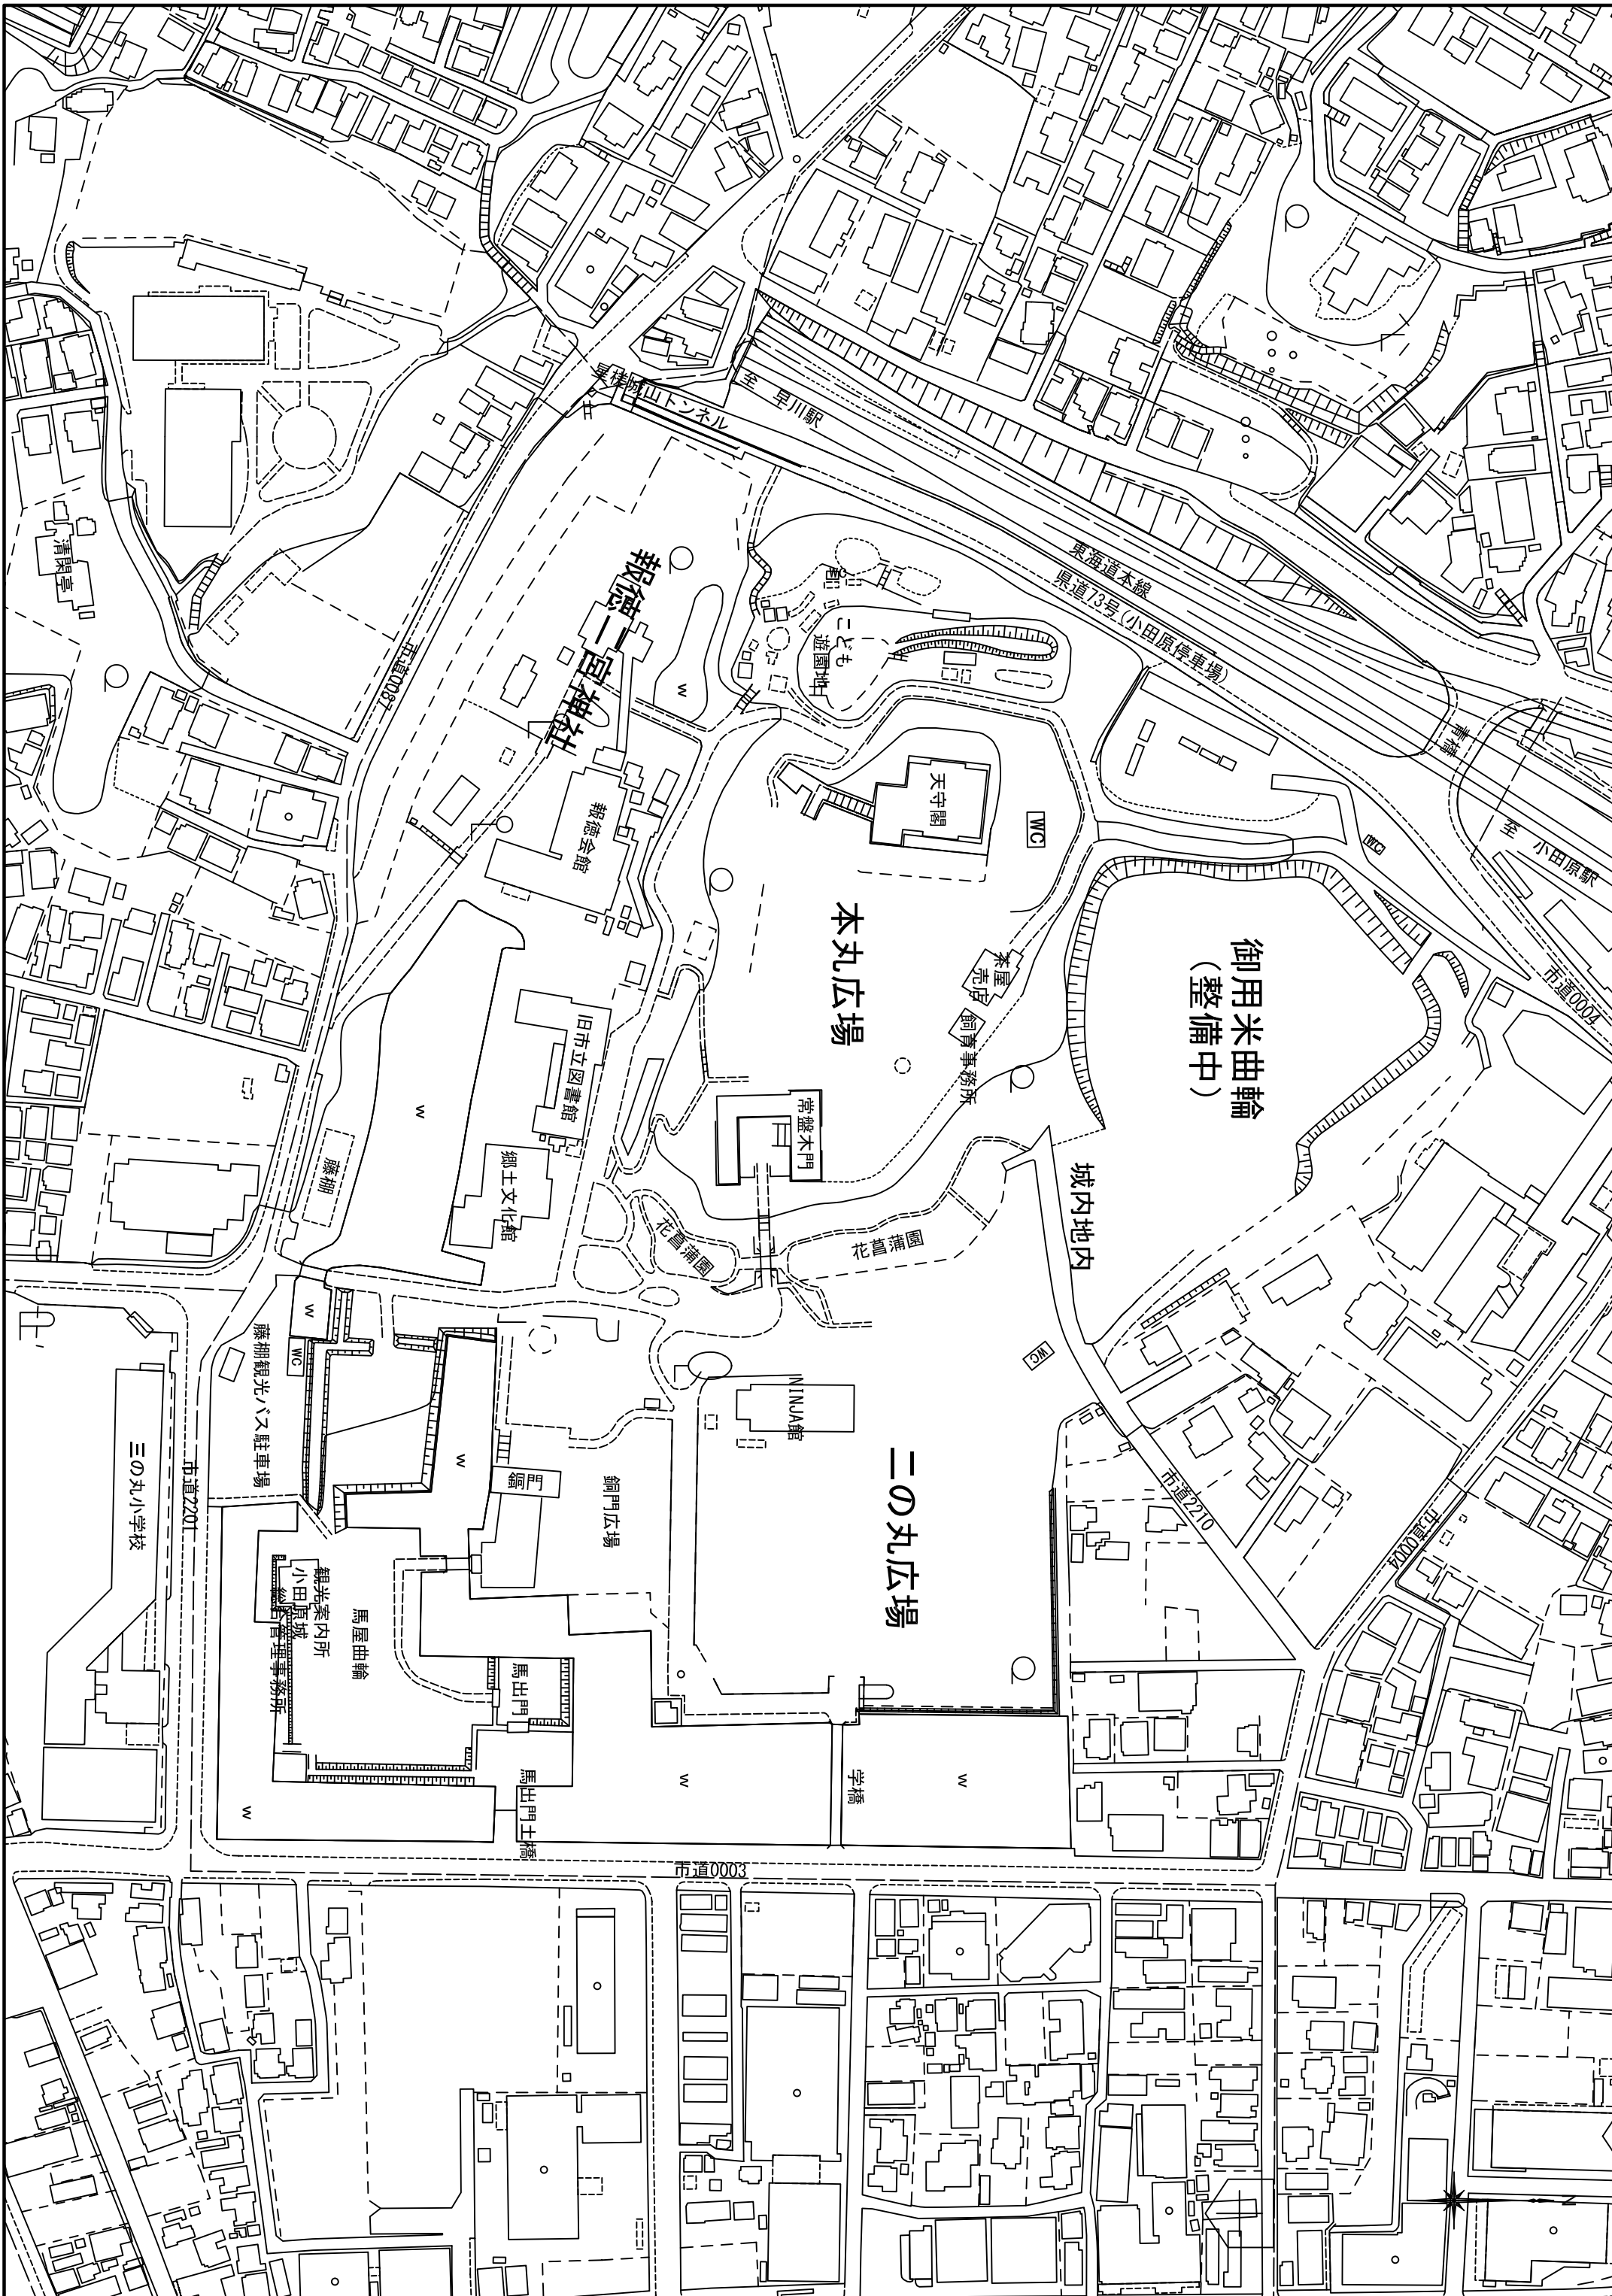 星槎城山トンネル
至 早川駅
東海道本線
県道73号(小田原停車場)
青橋
至 小田原駅
市道0004
清閑亭
市道0087
報徳二宮神社
こども
遊園地
w
天守閣
WC
WC
報徳会館
本丸広場
茶屋
売店
飼育事務所
御用米曲輪
(整備中)
旧市立図書館
w
常盤木門
城内地内
藤棚
郷土文化館
花菖蒲園
花菖蒲園
w
WC
藤棚観光バス駐車場
WC
NINJA館
w
銅門
銅門広場
二の丸広場
市道2210
市道0004
三の丸小学校
市道2201
観光案内所
小田原城
総合管理事務所
馬屋曲輪
馬出門
w
馬出門土橋
w
学橋
w
市道0003
N